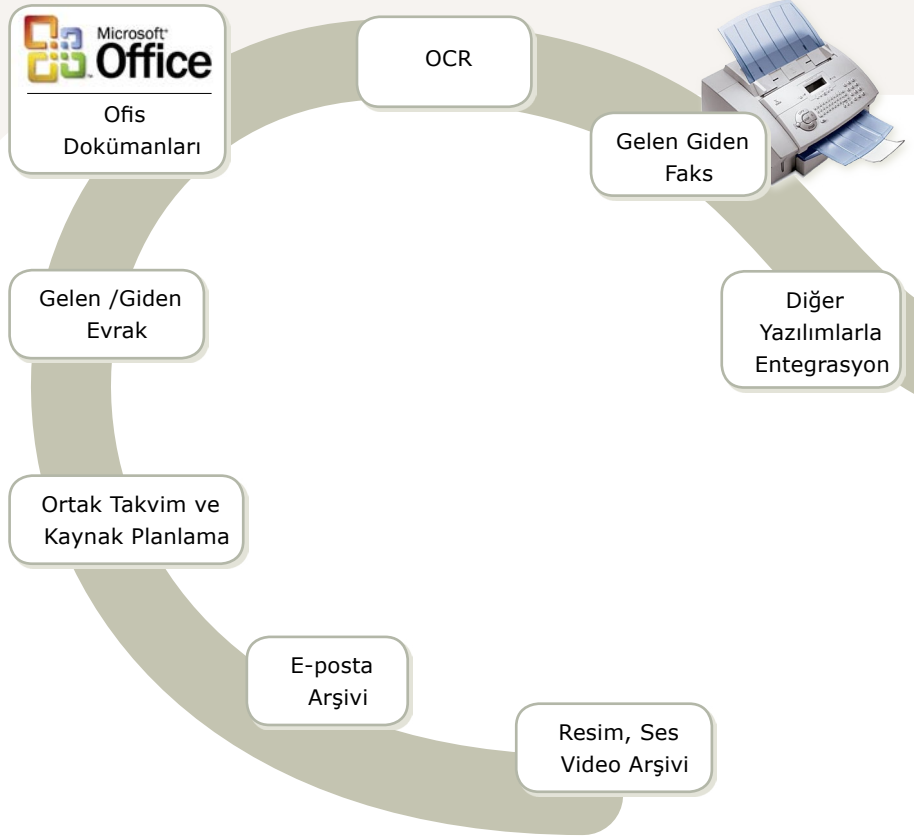 Microsoft
Office
Ofis
Dokümanları
OCR
Gelen Giden
Faks
Gelen /Giden
Evrak
Diğer
Yazılımlarla
Entegrasyon
Ortak Takvim ve
Kaynak Planlama
E-posta
Arşivi
Resim, Ses
Video Arşivi